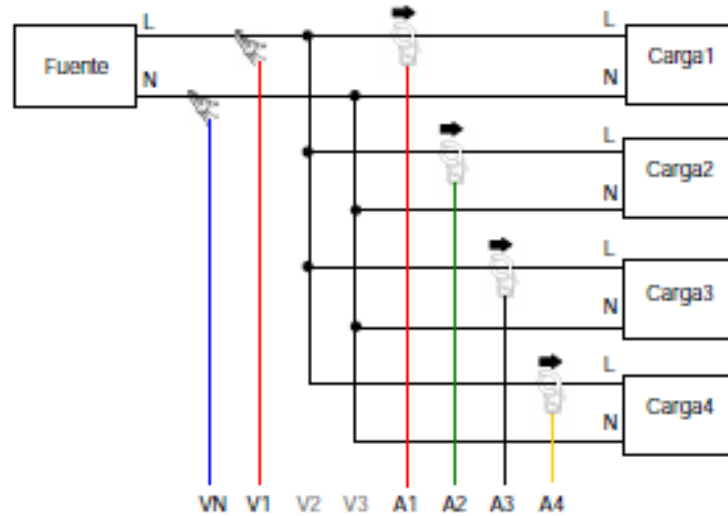 L
L
Fuente
Carga1
N
N
L
Carga2
N
L
Carga3
N
L
Carga4
N
VN V1 V2 V3 A1 A2 A3 A4